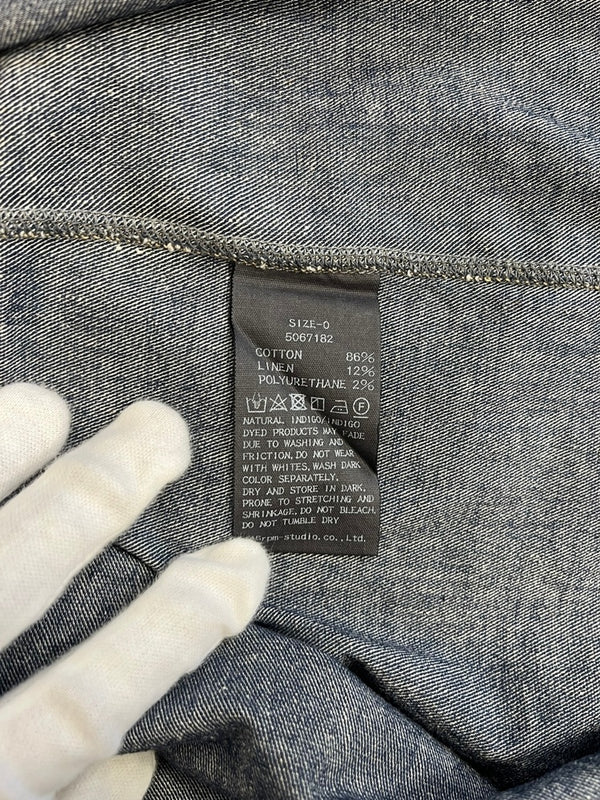 SIZE-0
5067182
COTTON 86%
LINEN 12%
POLYURETHANE 2%
NATURAL INDIGO/INDIGO
DYED PRODUCTS MAY FADE
DUE TO WASHING AND
FRICTION, DO NOT WEAR
WITH WHITES, WASH DARK
COLOR SEPARATELY,
DRY AND STORE IN DARK,
PRONE TO STRETCHING AND
SHRINKAGE, DO NOT BLEACH,
DO NOT TUMBLE DRY
45rpm-studio.co.,Ltd.